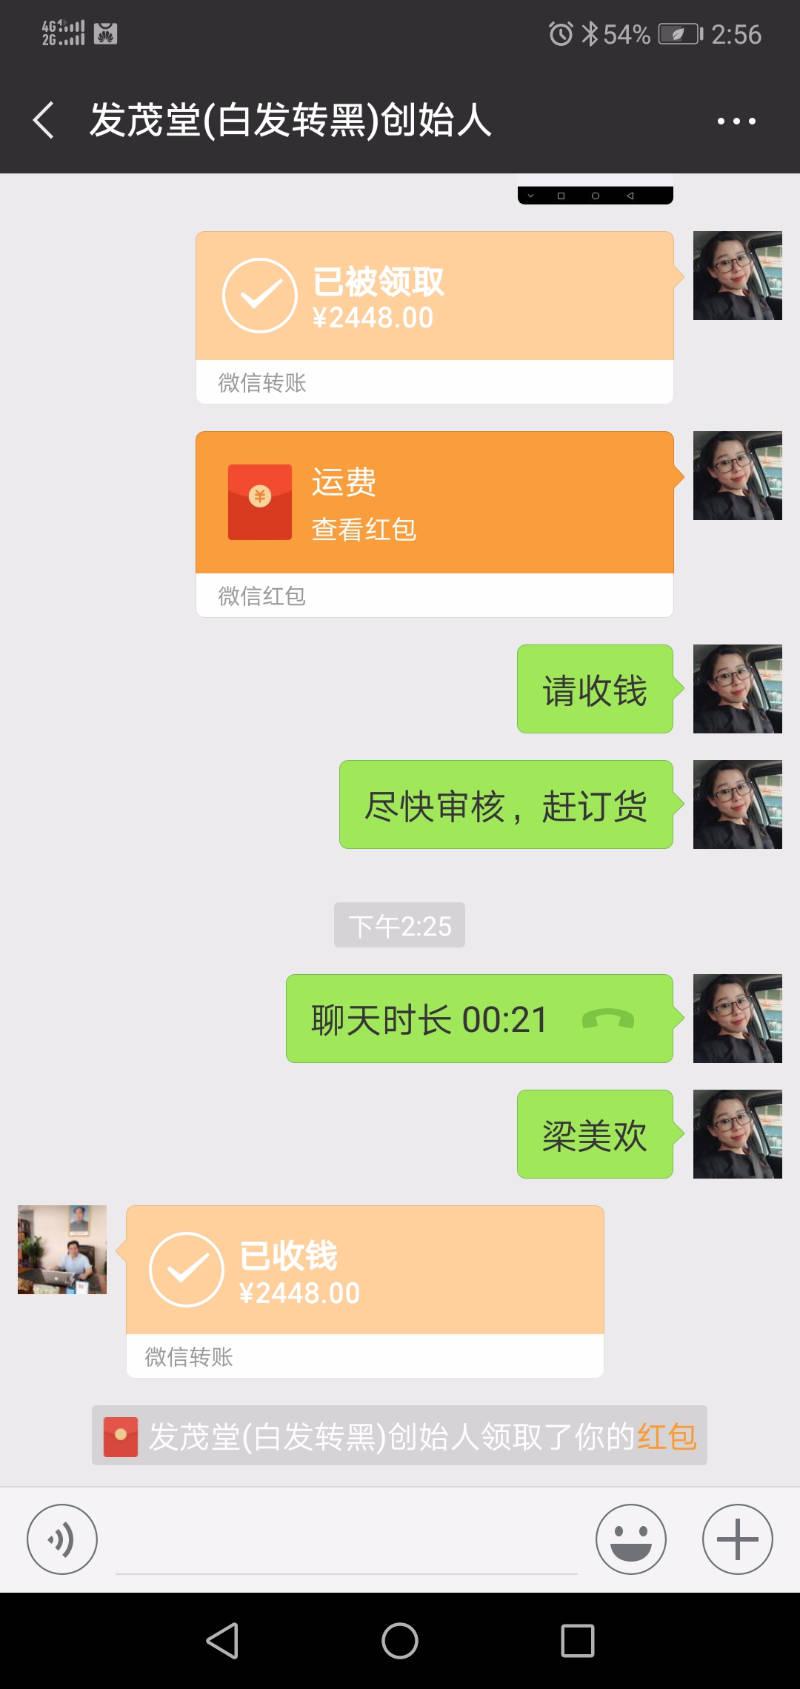 4G
2G
54%
2:56
发茂堂(白发转黑)创始人
已被领取
¥2448.00
微信转账
运费
查看红包
微信红包
请收钱
尽快审核，赶订货
下午2:25
聊天时长 00:21
梁美欢
已收钱
¥2448.00
微信转账
发茂堂(白发转黑)创始人领取了你的红包